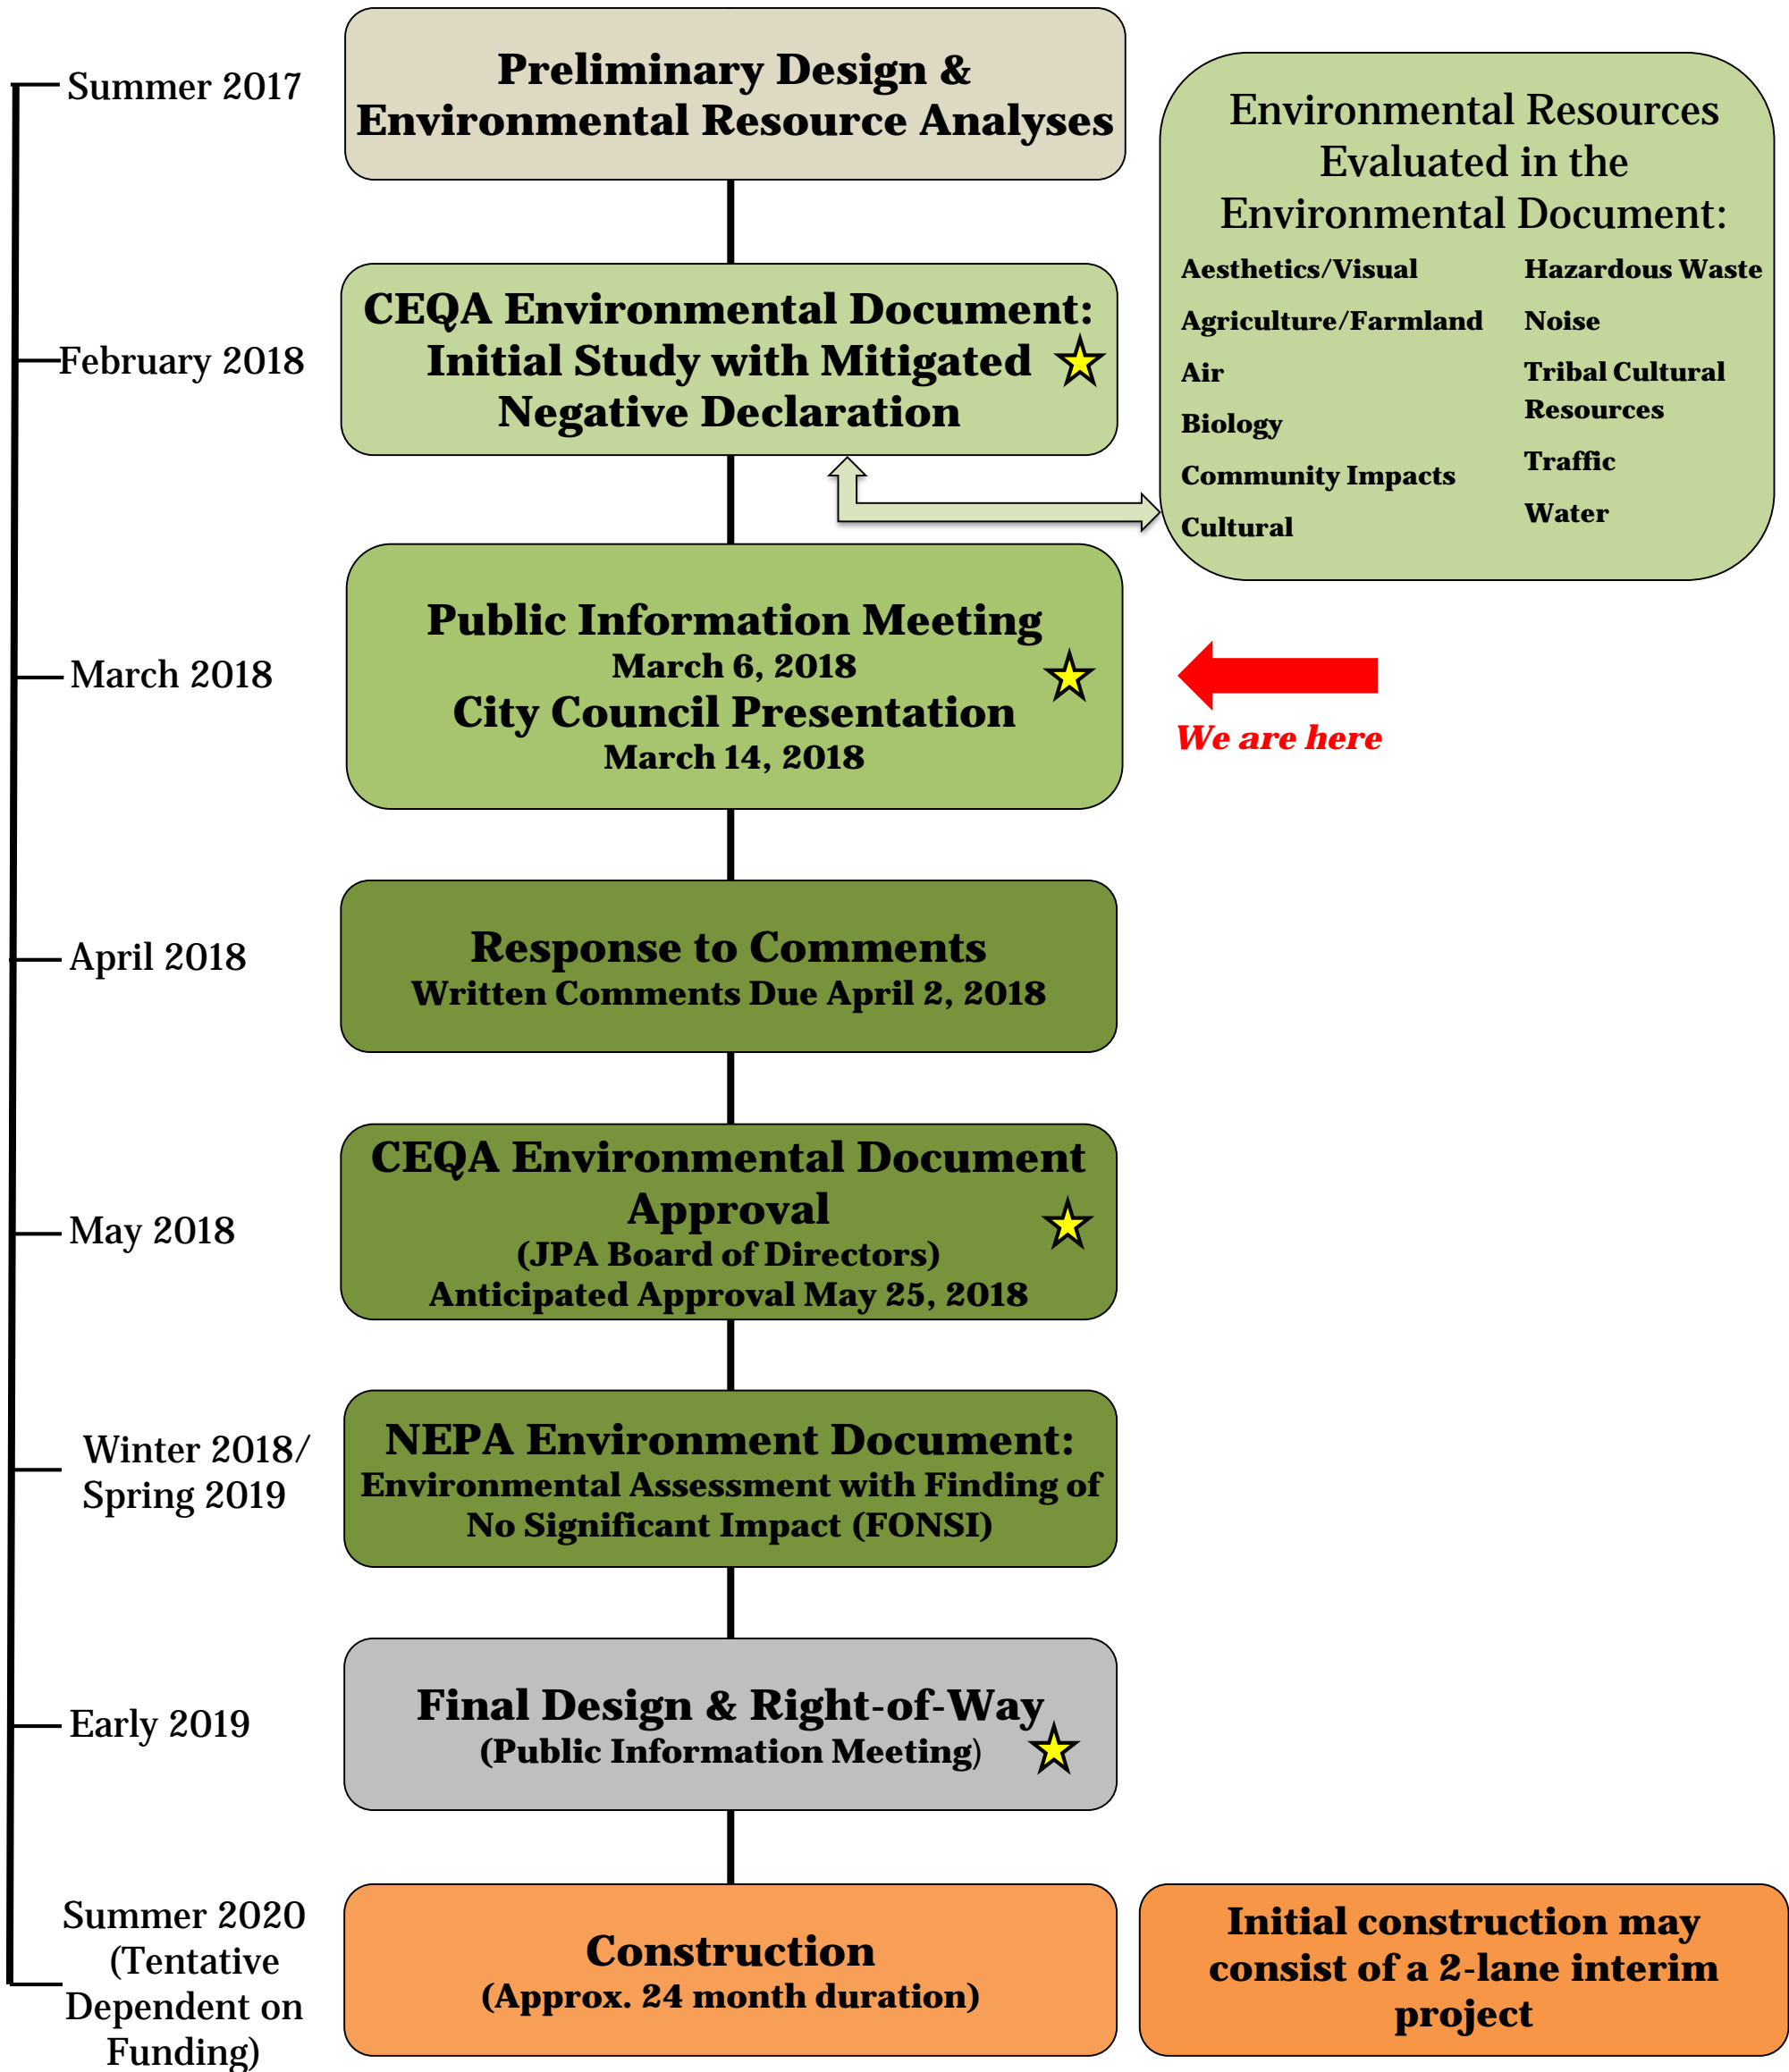 Summer 2017
Preliminary Design &
Environmental Resource Analyses
Environmental Resources
Evaluated in the
Environmental Document:
Aesthetics/Visual
Agriculture/Farmland
Air
Biology
Community Impacts
Cultural
Hazardous Waste
Noise
Tribal Cultural
Resources
Traffic
Water
February 2018
CEQA Environmental Document:
Initial Study with Mitigated
Negative Declaration
March 2018
Public Information Meeting
March 6, 2018
City Council Presentation
March 14, 2018
We are here
April 2018
Response to Comments
Written Comments Due April 2, 2018
May 2018
CEQA Environmental Document
Approval
(JPA Board of Directors)
Anticipated Approval May 25, 2018
Winter 2018/
Spring 2019
NEPA Environment Document:
Environmental Assessment with Finding of
No Significant Impact (FONSI)
Early 2019
Final Design & Right-of-Way
(Public Information Meeting)
Summer 2020
(Tentative
Dependent on
Funding)
Construction
(Approx. 24 month duration)
Initial construction may
consist of a 2-lane interim
project